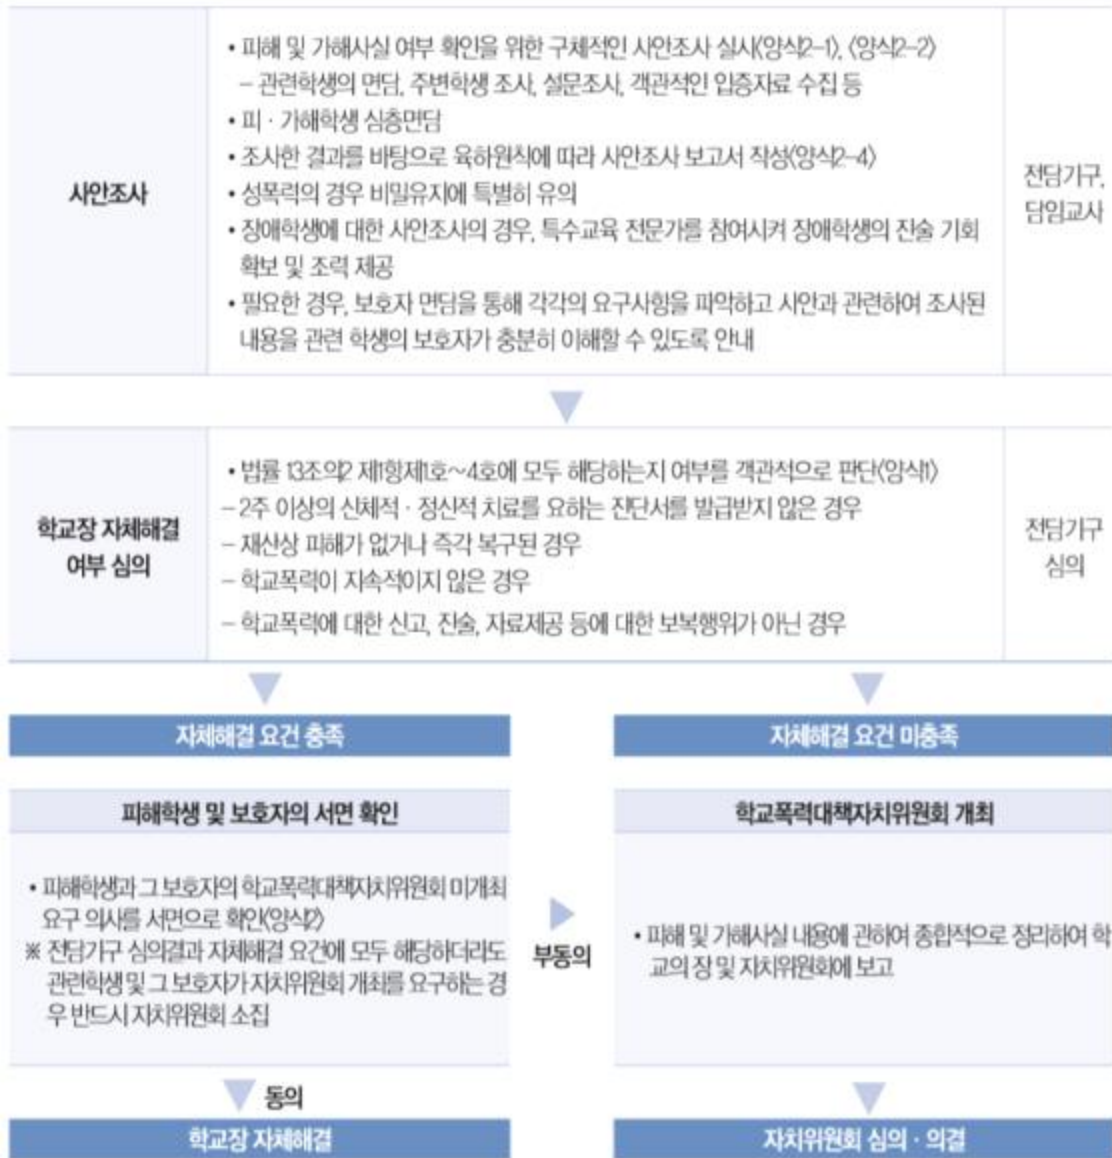 사안조사
• 피해 및 가해사실 여부 확인을 위한 구체적인 사안조사 실시〈양식2-1〉, 〈양식2-2〉
– 관련학생의 면담, 주변학생 조사, 설문조사, 객관적인 입증자료 수집 등
• 피 · 가해학생 심층면담
• 조사한 결과를 바탕으로 육하원칙에 따라 사안조사 보고서 작성〈양식2-4〉
• 성폭력의 경우 비밀유지에 특별히 유의
• 장애학생에 대한 사안조사의 경우, 특수교육 전문가를 참여시켜 장애학생의 진술 기회
확보 및 조력 제공
• 필요한 경우, 보호자 면담을 통해 각각의 요구사항을 파악하고 사안과 관련하여 조사된
내용을 관련 학생의 보호자가 충분히 이해할 수 있도록 안내
전담기구,
담임교사
학교장 자체해결
여부 심의
• 법률 13조의2 제1항제1호~4호에 모두 해당하는지 여부를 객관적으로 판단〈양식1〉
– 2주 이상의 신체적 · 정신적 치료를 요하는 진단서를 발급받지 않은 경우
– 재산상 피해가 없거나 즉각 복구된 경우
– 학교폭력이 지속적이지 않은 경우
– 학교폭력에 대한 신고, 진술, 자료제공 등에 대한 보복행위가 아닌 경우
전담기구
심의
자체해결 요건 충족
피해학생 및 보호자의 서면 확인
• 피해학생과 그 보호자의 학교폭력대책자치위원회 미개최
요구 의사를 서면으로 확인〈양식2〉
※ 전담기구 심의결과 자체해결 요건에 모두 해당하더라도
관련학생 및 그 보호자가 자치위원회 개최를 요구하는 경
우 반드시 자치위원회 소집
동의
학교장 자체해결
부동의
자체해결 요건 미충족
학교폭력대책자치위원회 개최
• 피해 및 가해사실 내용에 관하여 종합적으로 정리하여 학
교의 장 및 자치위원회에 보고
자치위원회 심의 · 의결